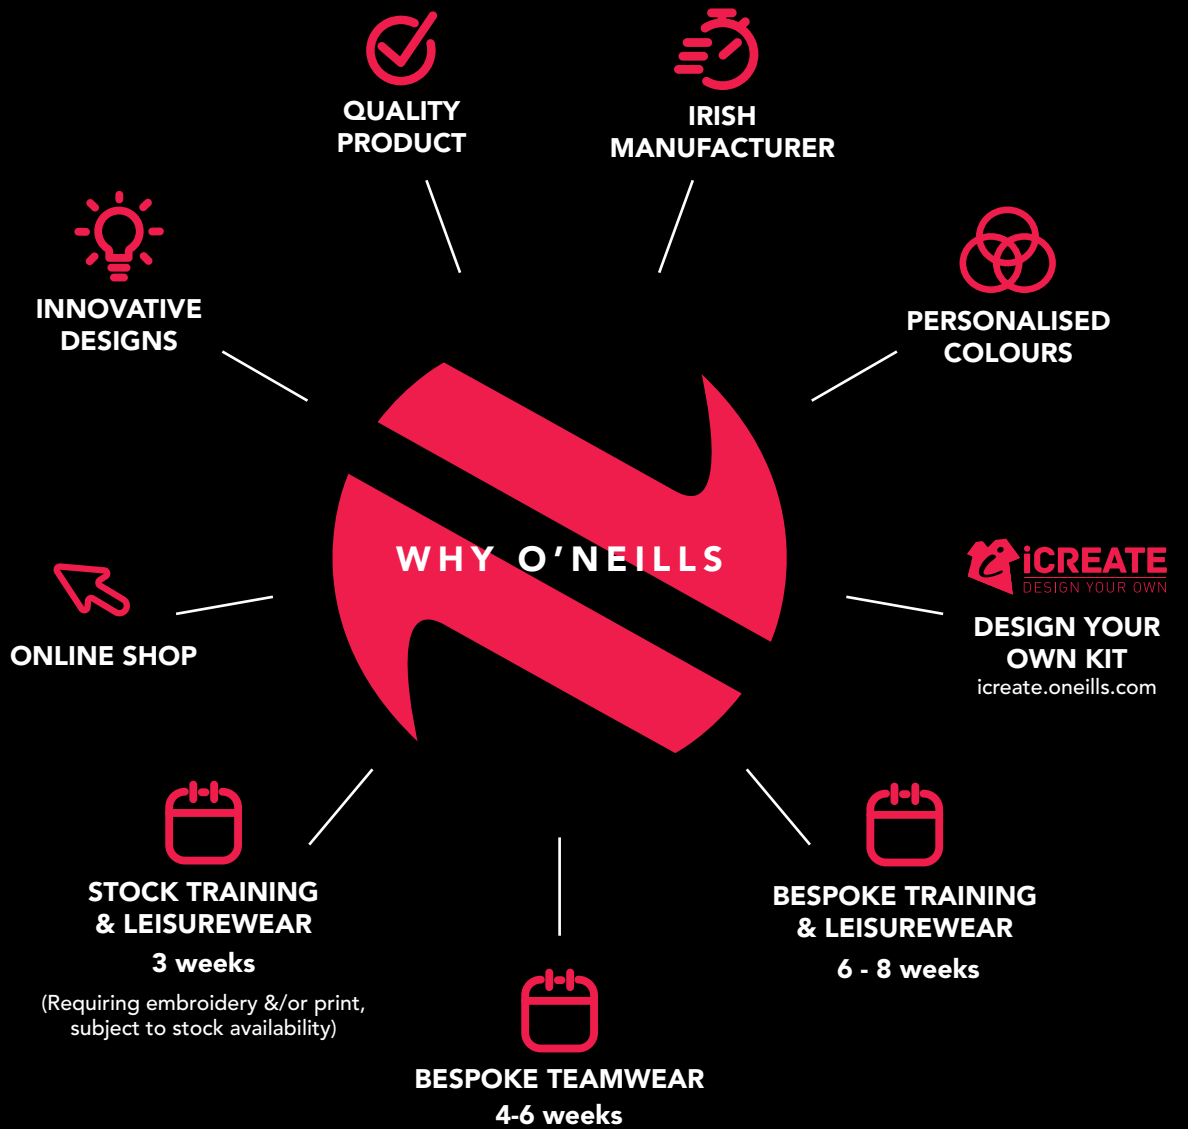 QUALITY
PRODUCT
IRISH
MANUFACTURER
INNOVATIVE
DESIGNS
PERSONALISED
COLOURS
WHY O'NEILLS
iCREATE
DESIGN YOUR OWN
DESIGN YOUR
OWN KIT
icreate.oneills.com
ONLINE SHOP
STOCK TRAINING
& LEISUREWEAR
3 weeks
(Requiring embroidery &/or print,
subject to stock availability)
BESPOKE TRAINING
& LEISUREWEAR
6 - 8 weeks
BESPOKE TEAMWEAR
4-6 weeks